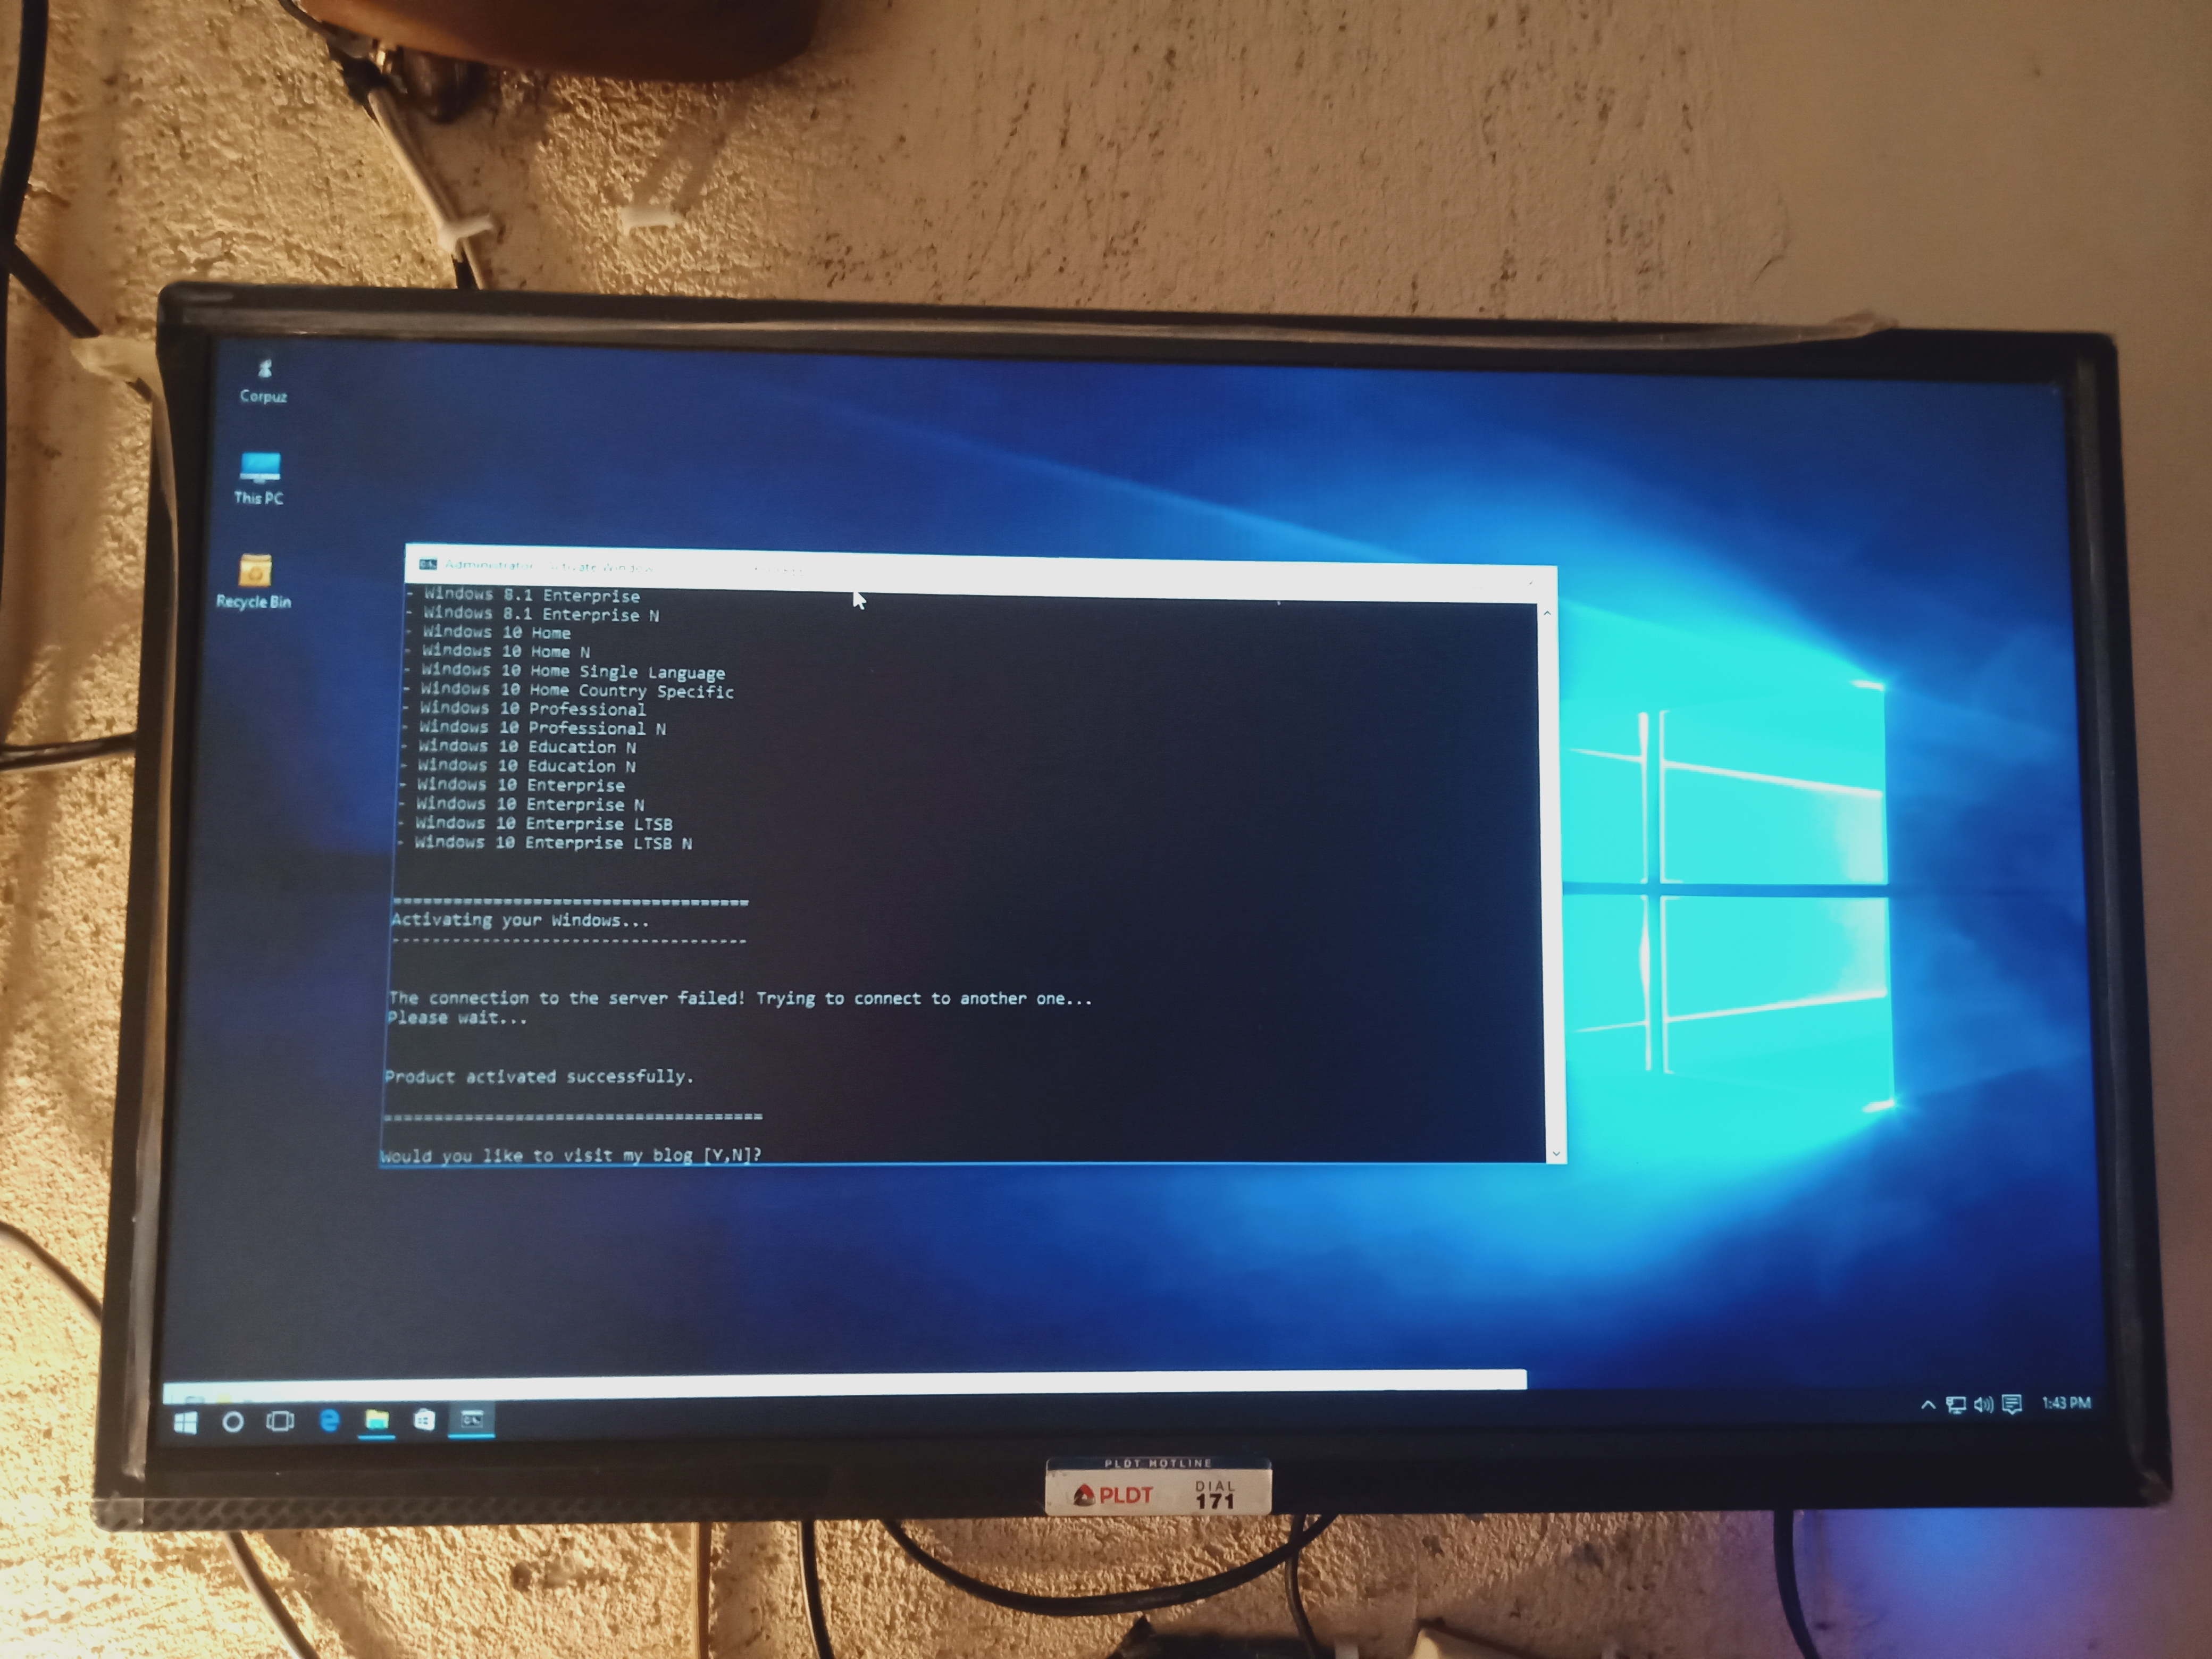 Corpuz
This PC
Recycle Bin
Administrator:
- Windows 8.1 Enterprise
- Windows 8.1 Enterprise N
- Windows 10 Home
- Windows 10 Home N
- Windows 10 Home Single Language
- Windows 10 Home Country Specific
- Windows 10 Professional
- Windows 10 Professional N
- Windows 10 Education N
- Windows 10 Education N
- Windows 10 Enterprise
- Windows 10 Enterprise N
- Windows 10 Enterprise LTSB
- Windows 10 Enterprise LTSB N
====================================
Activating your Windows...
------------------------------------
The connection to the server failed! Trying to connect to another one...
Please wait...
Product activated successfully.
======================================
Would you like to visit my blog [Y,N]?
1:43 PM
PLDT HOTLINE
PLDT
DIAL
171